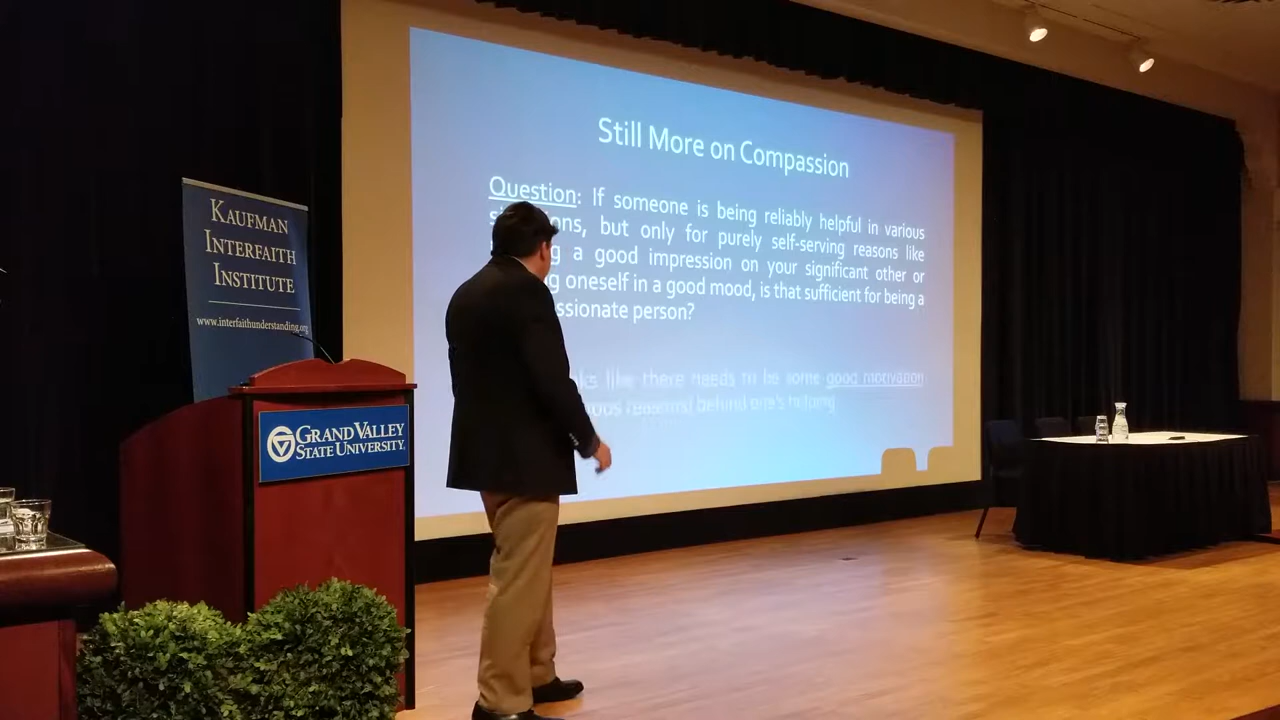 Still More on Compassion
Question: If someone is being reliably helpful in various
ons, but only for purely self-serving reasons like
g a good impression on your significant other or
g oneself in a good mood, is that sufficient for being a
ssionate person?
ks like there needs to be some good motivation
behind one's helping
KAUFMAN
INTERFAITH
INSTITUTE
www.interfaithunderstanding.org
GRAND VALLEY
STATE UNIVERSITY